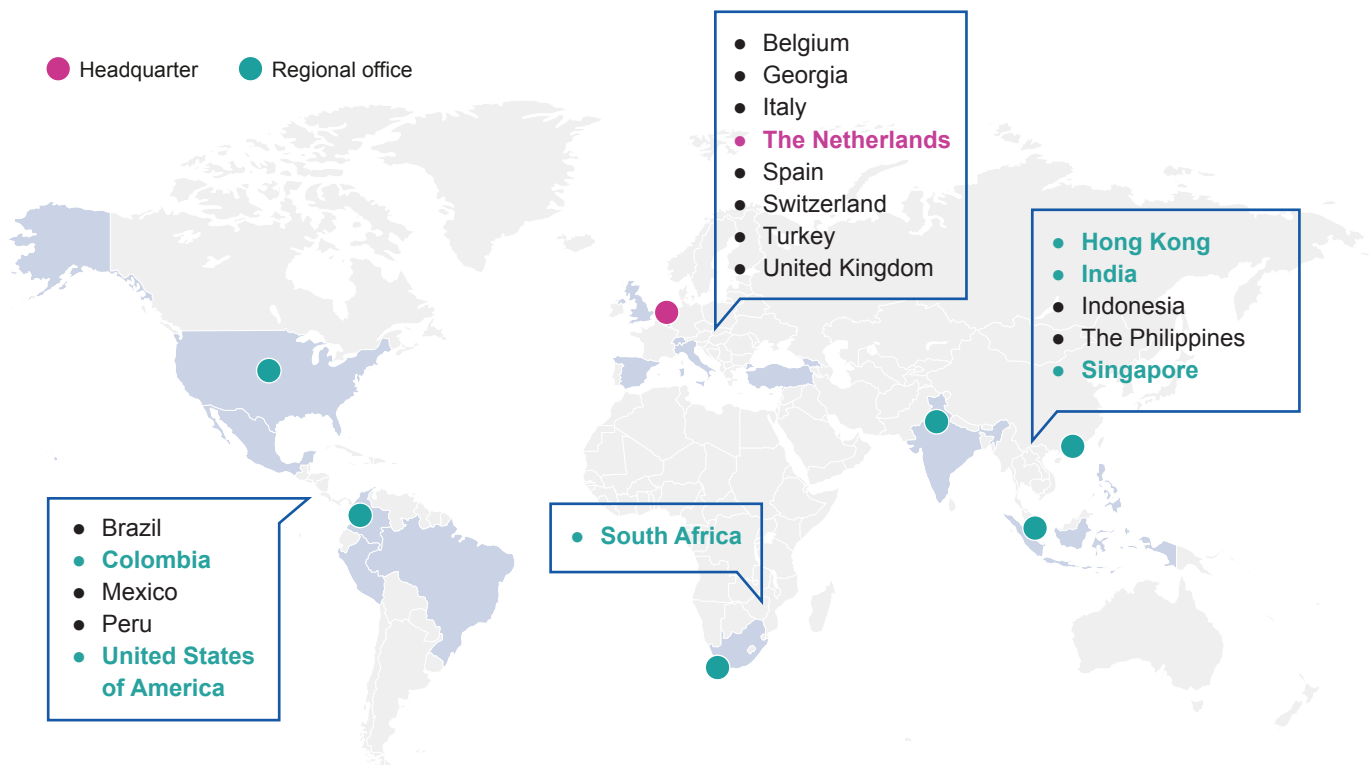 Headquarter
Regional office
● Belgium
● Georgia
● Italy
● The Netherlands
● Spain
● Switzerland
● Turkey
● United Kingdom
● Hong Kong
● India
● Indonesia
● The Philippines
● Singapore
● Brazil
● Colombia
● Mexico
● Peru
● United States
of America
● South Africa